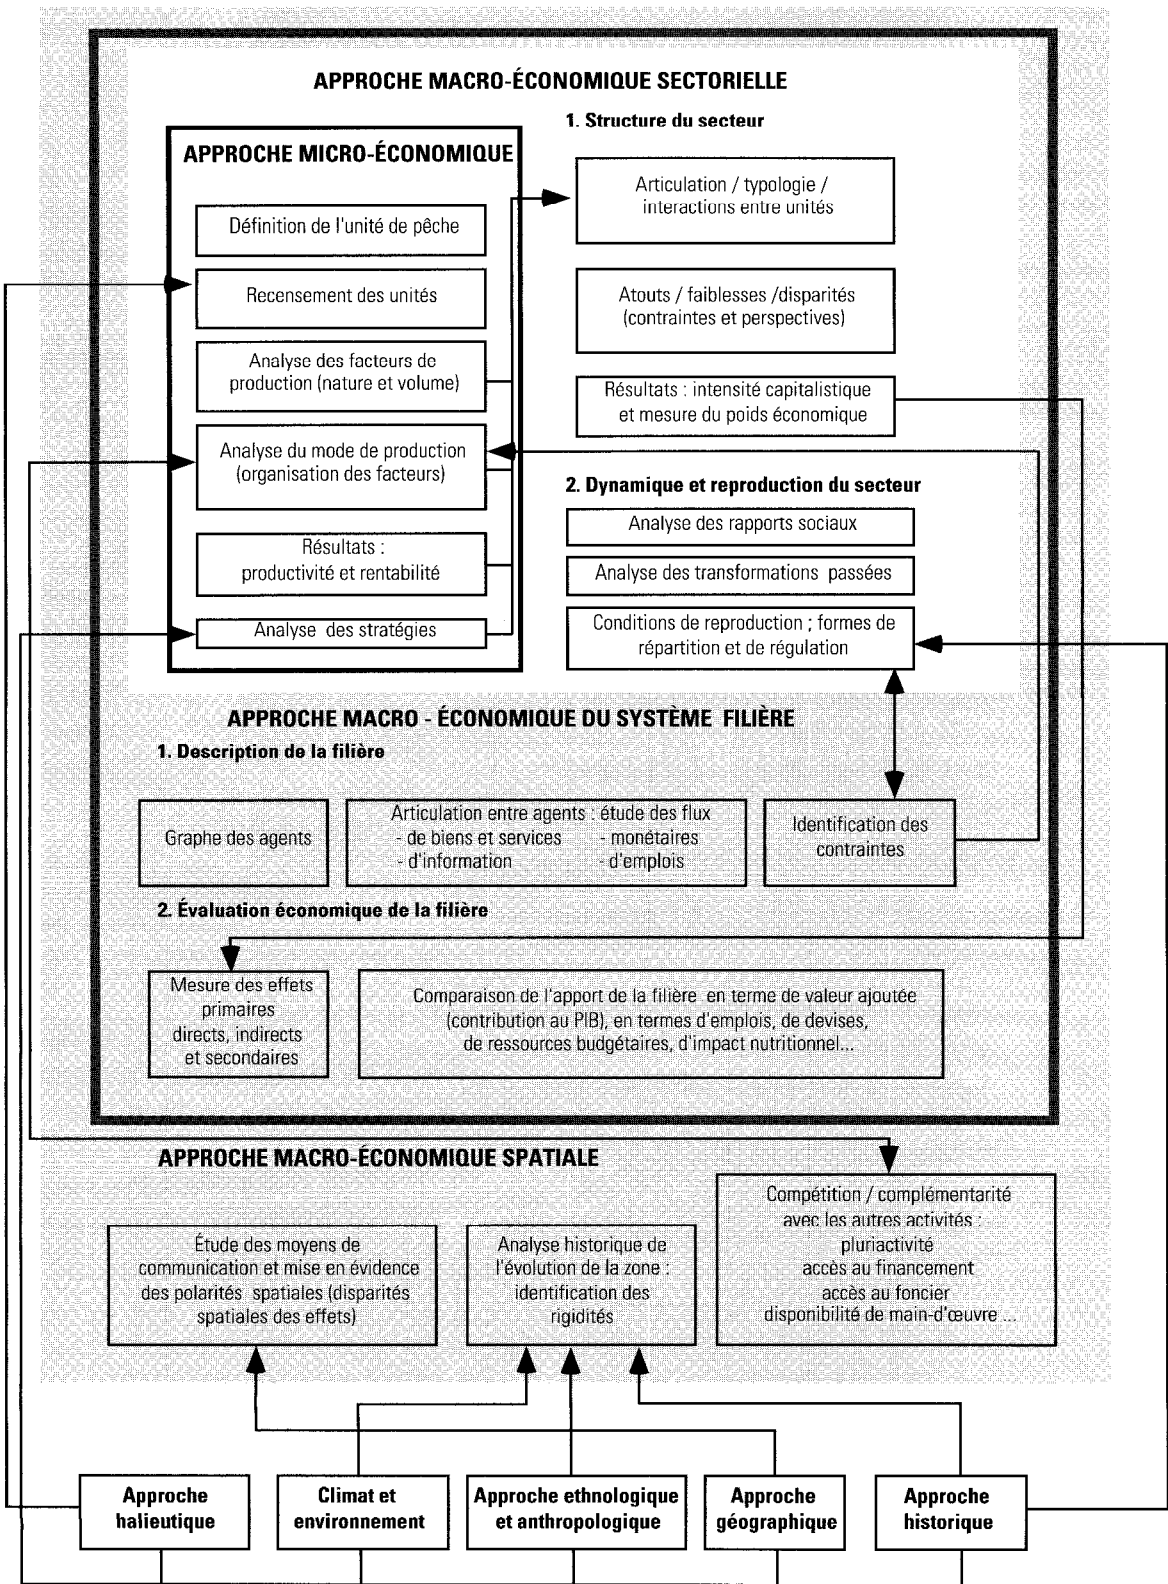 APPROCHE MACRO-ÉCONOMIQUE SECTORIELLE
APPROCHE MICRO-ÉCONOMIQUE
Définition de l'unité de pêche
Recensement des unités
Analyse des facteurs de
production (nature et volume)
Analyse du mode de production
(organisation des facteurs)
Résultats :
productivité et rentabilité
Analyse des stratégies
1. Structure du secteur
Articulation / typologie /
interactions entre unités
Atouts / faiblesses /disparités
(contraintes et perspectives)
Résultats : intensité capitalistique
et mesure du poids économique
2. Dynamique et reproduction du secteur
Analyse des rapports sociaux
Analyse des transformations passées
Conditions de reproduction ; formes de
répartition et de régulation
APPROCHE MACRO - ÉCONOMIQUE DU SYSTÈME FILIÈRE
1. Description de la filière
Graphe des agents
Articulation entre agents : étude des flux
- de biens et services - monétaires
- d'information - d'emplois
Identification des
contraintes
2. Évaluation économique de la filière
Mesure des effets
primaires
directs, indirects
et secondaires
Comparaison de l'apport de la filière en terme de valeur ajoutée
(contribution au PIB), en termes d'emplois, de devises,
de ressources budgétaires, d'impact nutritionnel...
APPROCHE MACRO-ÉCONOMIQUE SPATIALE
Étude des moyens de
communication et mise en évidence
des polarités spatiales (disparités
spatiales des effets)
Analyse historique de
l'évolution de la zone :
identification des
rigidités
Compétition / complémentarité
avec les autres activités :
pluriactivité
accès au financement
accès au foncier
disponibilité de main-d'œuvre ...
Approche
halieutique
Climat et
environnement
Approche ethnologique
et anthropologique
Approche
géographique
Approche
historique